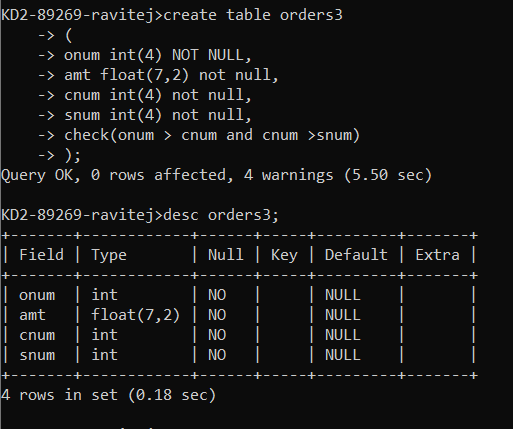 KD2-89269-ravitej>create table orders3
    -> (
    -> onum int(4) NOT NULL,
    -> amt float(7,2) not null,
    -> cnum int(4) not null,
    -> snum int(4) not null,
    -> check(onum > cnum and cnum >snum)
    -> );
Query OK, 0 rows affected, 4 warnings (5.50 sec)

KD2-89269-ravitej>desc orders3;
+-------+------------+------+-----+---------+-------+
| Field | Type       | Null | Key | Default | Extra |
+-------+------------+------+-----+---------+-------+
| onum  | int        | NO   |     | NULL    |       |
| amt   | float(7,2) | NO   |     | NULL    |       |
| cnum  | int        | NO   |     | NULL    |       |
| snum  | int        | NO   |     | NULL    |       |
+-------+------------+------+-----+---------+-------+
4 rows in set (0.18 sec)